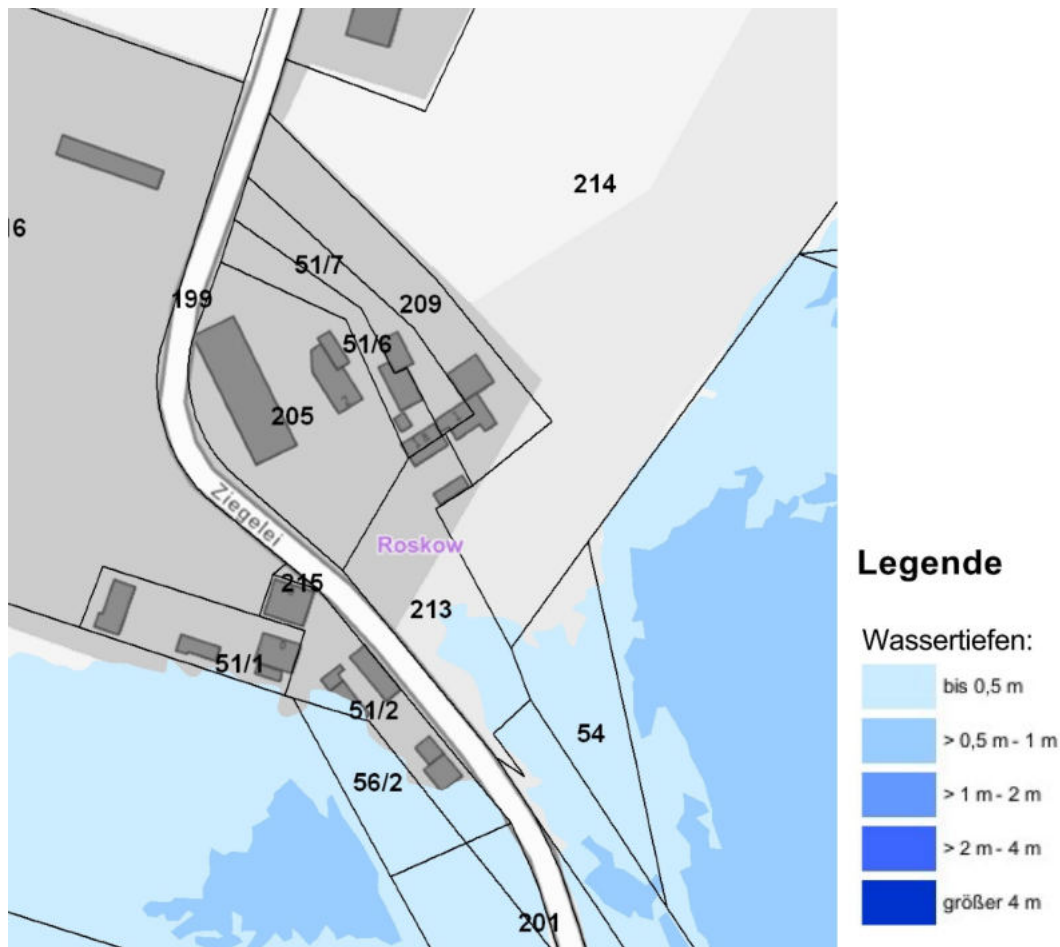 214
16
51/7
199
209
51/6
2
205
Ziegelei
Roskow
215
213
51/1
51/2
54
56/2
201
Legende
Wassertiefen:
bis 0,5 m
> 0,5 m - 1 m
> 1 m - 2 m
> 2 m - 4 m
größer 4 m